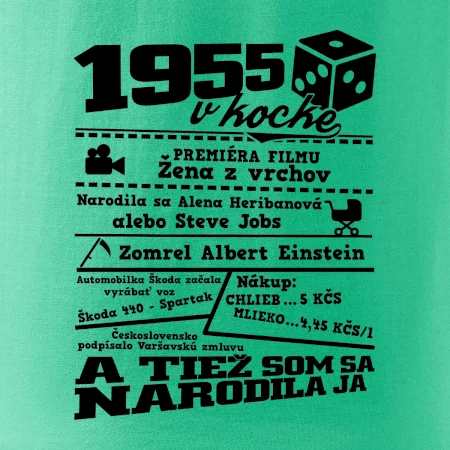 1955
v kocke
PREMIÉRA FILMU
Žena z vrchov
Narodila sa Alena Heribanová
alebo Steve Jobs
Zomrel Albert Einstein
Automobilka Škoda začala
vyrábať voz
Škoda 440 - Spartak
Nákup:
CHLIEB ... 5 KČS
MLIEKO...4,45 KČS/l
Československo
podpísalo Varšavskú zmluvu
A TIEŽ SOM SA
NARODILA JA